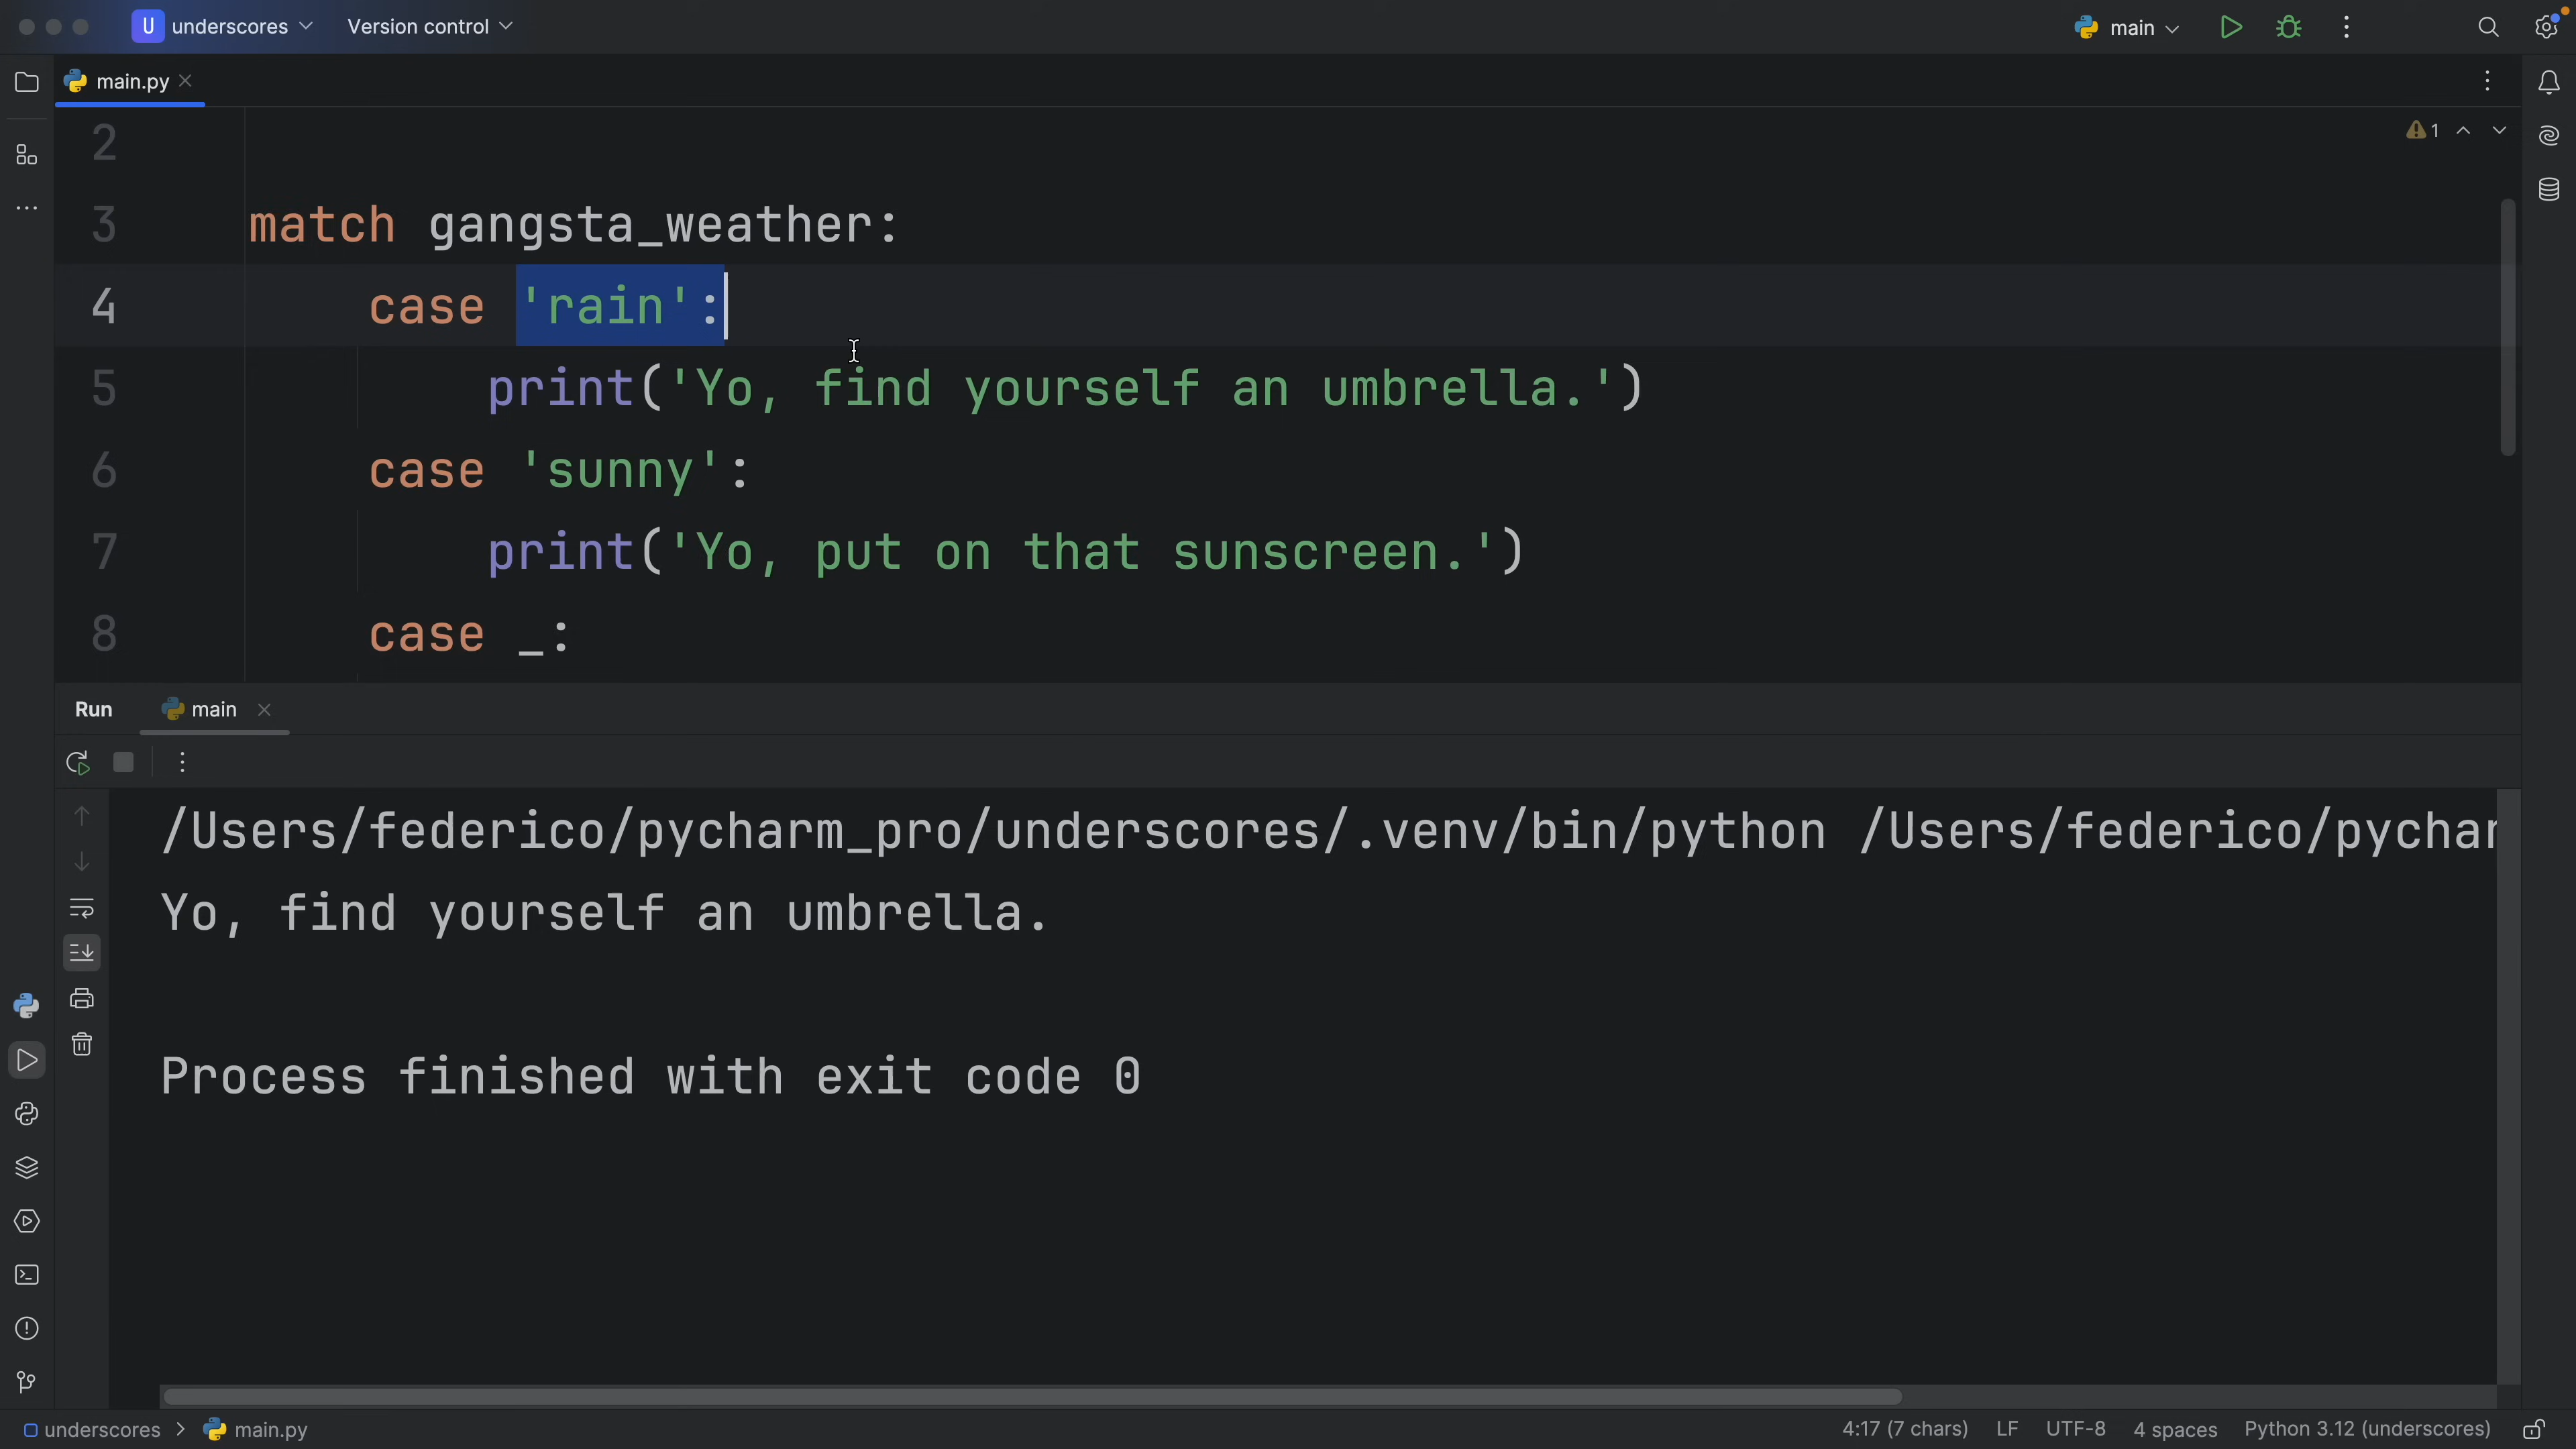 U underscores Version control main
main.py
1
2
3 match gangsta_weather:
4 case 'rain':
5 print('Yo, find yourself an umbrella.')
6 case 'sunny':
7 print('Yo, put on that sunscreen.')
8 case _:
Run main
/Users/federico/pycharm_pro/underscores/.venv/bin/python /Users/federico/pychar
Yo, find yourself an umbrella.
Process finished with exit code 0
underscores > main.py 4:17 (7 chars) LF UTF-8 4 spaces Python 3.12 (underscores)